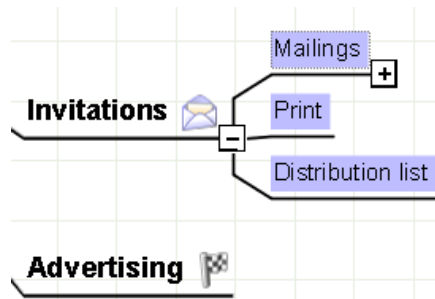 Mailings
Invitations
Print
Distribution list
Advertising